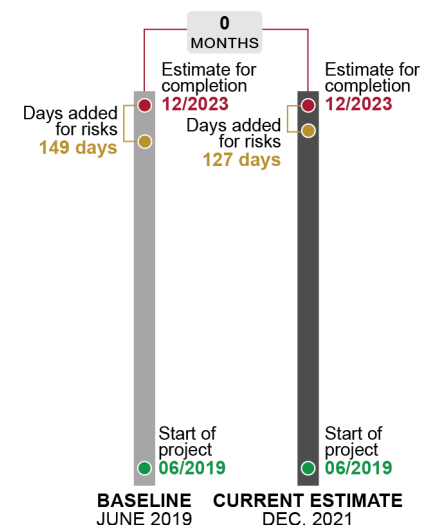 0
MONTHS
Estimate for
completion
12/2023
Days added
for risks
149 days
Start of
project
06/2019
BASELINE
JUNE 2019
Estimate for
completion
12/2023
Days added
for risks
127 days
Start of
project
06/2019
CURRENT ESTIMATE
DEC. 2021